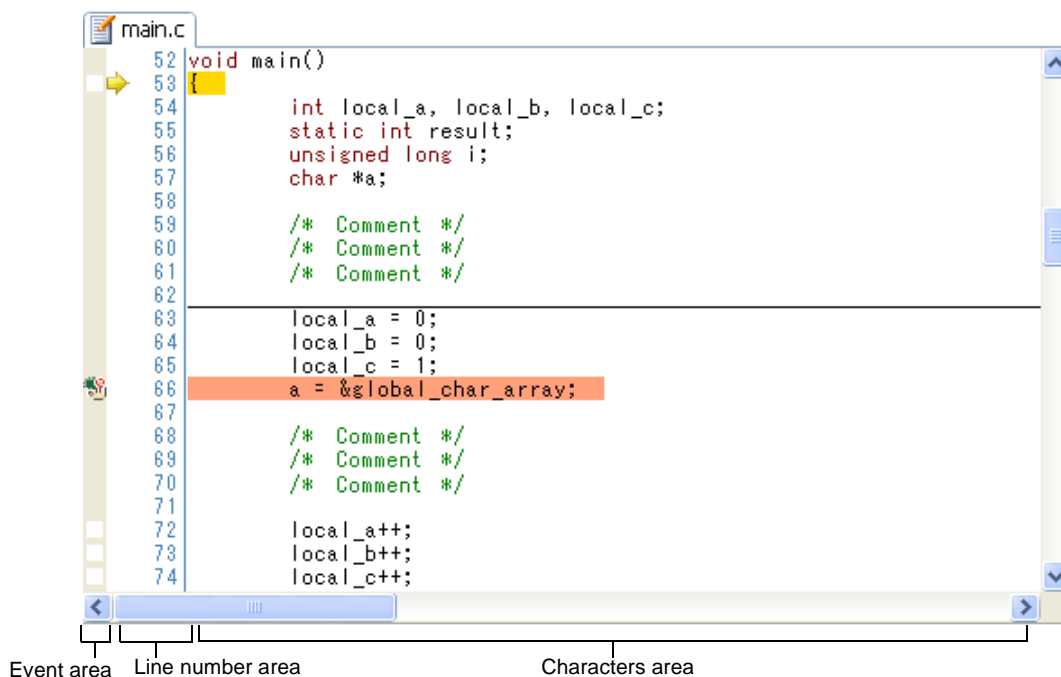 main.c
52 void main()
53 {
54 int local_a, local_b, local_c;
55 static int result;
56 unsigned long i;
57 char *a;
58
59 /* Comment */
60 /* Comment */
61 /* Comment */
62
63 local_a = 0;
64 local_b = 0;
65 local_c = 1;
66 a = &global_char_array;
67
68 /* Comment */
69 /* Comment */
70 /* Comment */
71
72 local_a++;
73 local_b++;
74 local_c++;
Event area Line number area Characters area